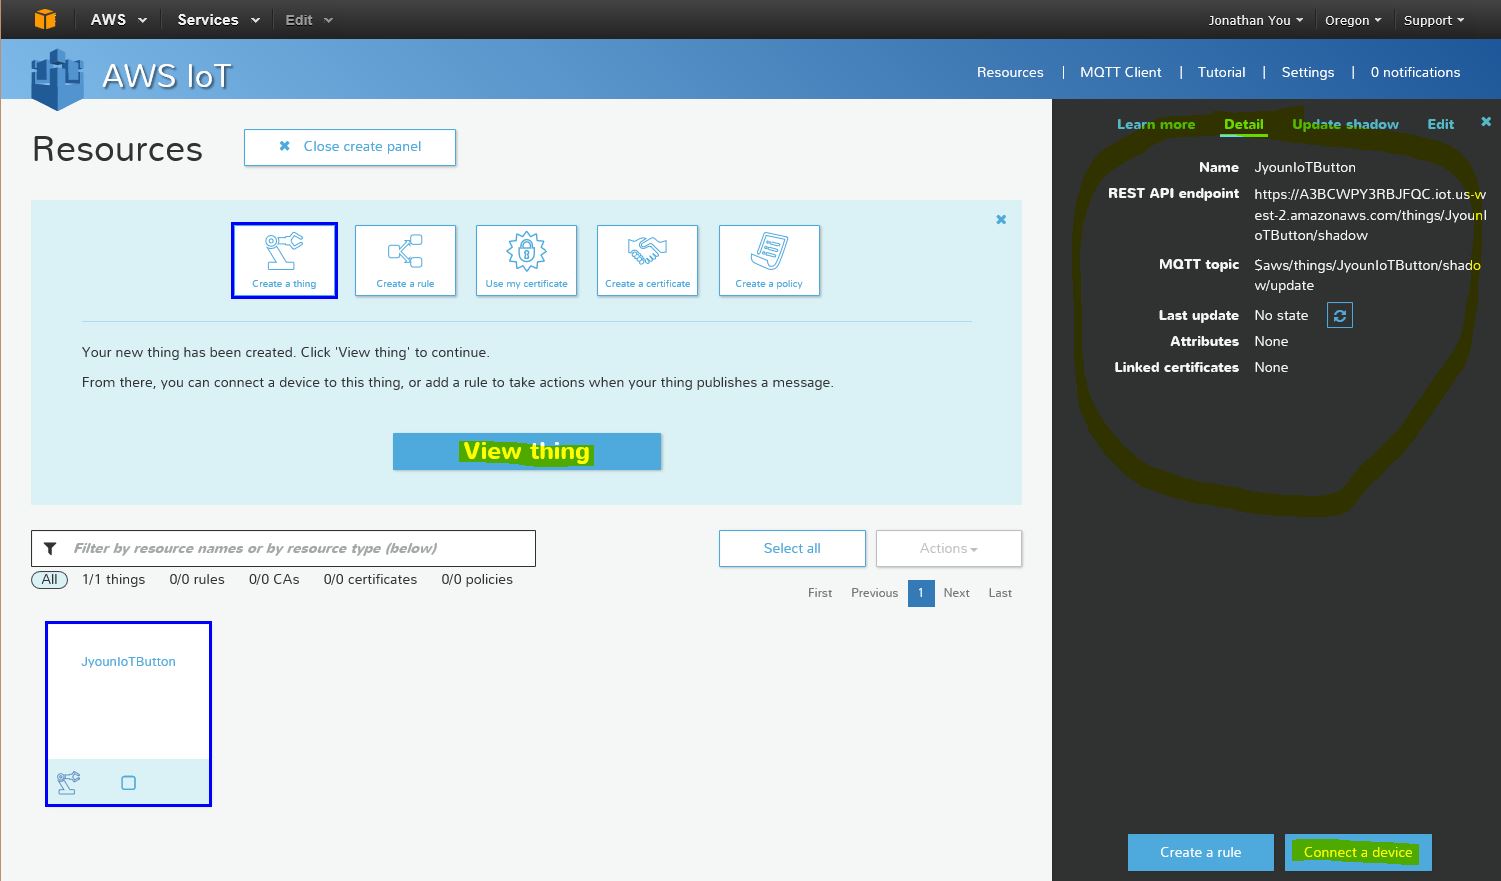 AWS Services Edit Jonathan You Oregon Support
AWS IoT
Resources | MQTT Client | Tutorial | Settings | 0 notifications
Resources
Close create panel
Create a thing
Create a rule
Use my certificate
Create a certificate
Create a policy
Your new thing has been created. Click 'View thing' to continue.
From there, you can connect a device to this thing, or add a rule to take actions when your thing publishes a message.
View thing
Filter by resource names or by resource type (below)
Select all
Actions
All 1/1 things 0/0 rules 0/0 CAs 0/0 certificates 0/0 policies
First Previous 1 Next Last
JyounIoTButton
Learn more Detail Update shadow Edit
Name JyounIoTButton
REST API endpoint https://A3BCWPY3RBJFQC.iot.us-w
est-2.amazonaws.com/things/JyounI
oTButton/shadow
MQTT topic $aws/things/JyounIoTButton/shado
w/update
Last update No state
Attributes None
Linked certificates None
Create a rule
Connect a device